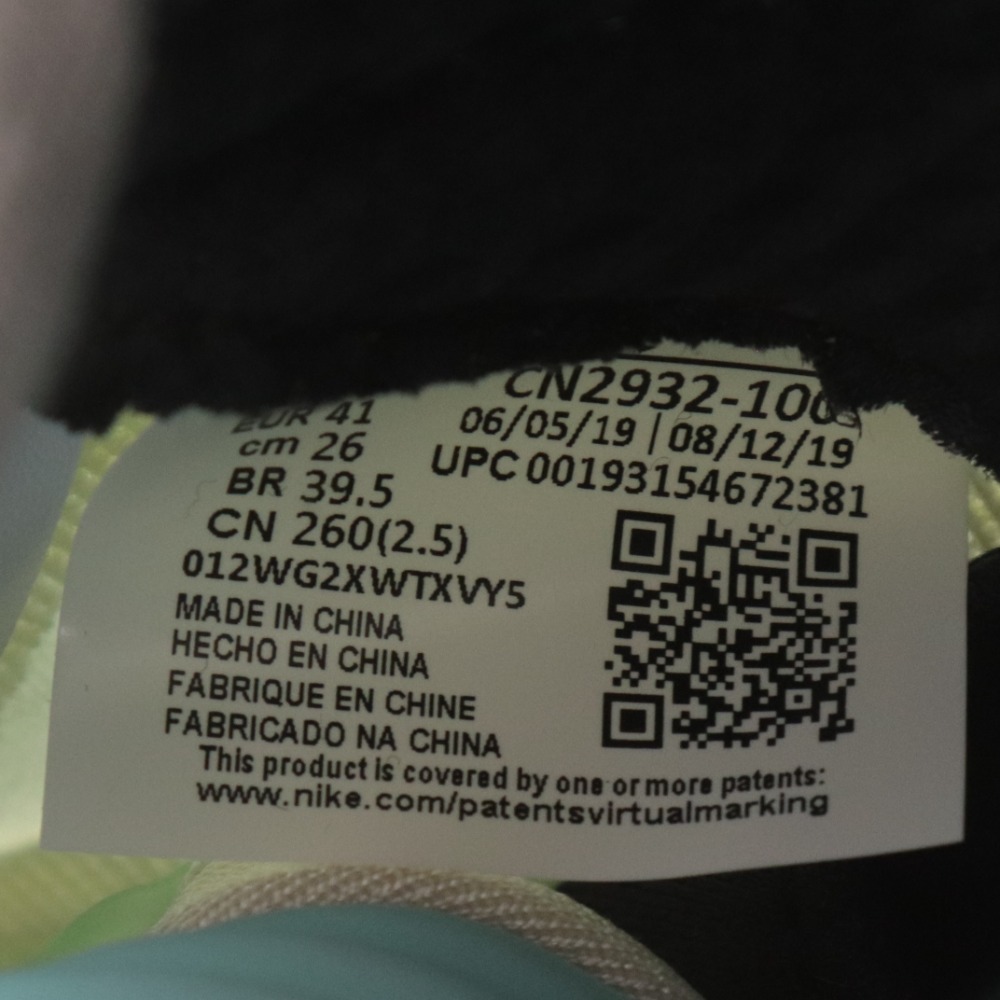 CN2932-100
EUR 41
06/05/19 | 08/12/19
cm 26
UPC 00193154672381
BR 39.5
CN 260(2.5)
012WG2XWTXVY5
MADE IN CHINA
HECHO EN CHINA
FABRIQUE EN CHINE
FABRICADO NA CHINA
This product is covered by one or more patents:
www.nike.com/patentsvirtualmarking